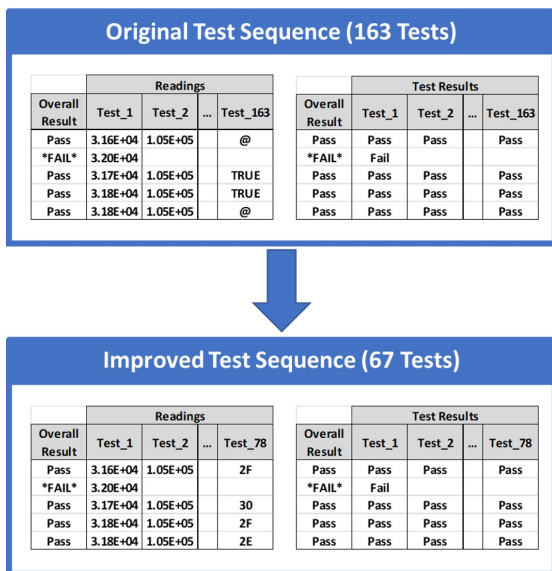 Original Test Sequence (163 Tests)
Readings
Overall Result Test_1 Test_2 ... Test_163
Pass 3.16E+04 1.05E+05 @
*FAIL* 3.20E+04
Pass 3.17E+04 1.05E+05 TRUE
Pass 3.18E+04 1.05E+05 TRUE
Pass 3.18E+04 1.05E+05 @
Test Results
Overall Result Test_1 Test_2 ... Test_163
Pass Pass Pass Pass
*FAIL* Fail
Pass Pass Pass Pass
Pass Pass Pass Pass
Pass Pass Pass Pass
Improved Test Sequence (67 Tests)
Readings
Overall Result Test_1 Test_2 ... Test_78
Pass 3.16E+04 1.05E+05 2F
*FAIL* 3.20E+04
Pass 3.17E+04 1.05E+05 30
Pass 3.18E+04 1.05E+05 2F
Pass 3.18E+04 1.05E+05 2E
Test Results
Overall Result Test_1 Test_2 ... Test_78
Pass Pass Pass Pass
*FAIL* Fail
Pass Pass Pass Pass
Pass Pass Pass Pass
Pass Pass Pass Pass